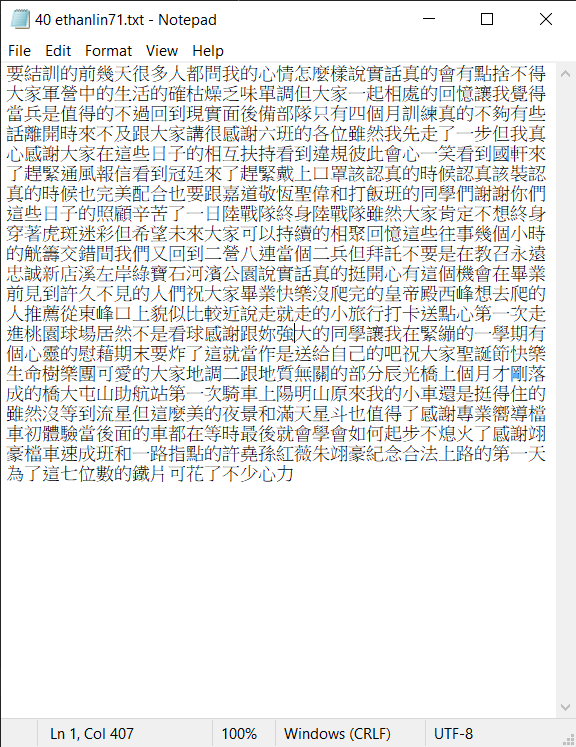 40 ethanlin71.txt - Notepad
File Edit Format View Help
要結訓的前幾天很多人都問我的心情怎麼樣說實話真的會有點捨不得
大家軍營中的生活的確枯燥乏味單調但大家一起相處的回憶讓我覺得
當兵是值得的不過回到現實面後備部隊只有四個月訓練真的不夠有些
話離開時來不及跟大家講很感謝六班的各位雖然我先走了一步但我真
心感謝大家在這些日子的相互扶持看到違規彼此會心一笑看到國軒來
了趕緊通風報信看到冠廷來了趕緊戴上口罩該認真的時候認真該裝認
真的時候也完美配合也要跟嘉道敬恆聖偉和打飯班的同學們謝謝你們
這些日子的照顧辛苦了一日陸戰隊終身陸戰隊雖然大家肯定不想終身
穿著虎斑迷彩但希望未來大家可以持續的相聚回憶這些往事幾個小時
的觥籌交錯間我們又回到二營八連當個二兵但拜託不要是在教召永遠
忠誠新店溪左岸綠寶石河濱公園說實話真的挺開心有這個機會在畢業
前見到許久不見的人們祝大家畢業快樂沒爬完的皇帝殿西峰想去爬的
人推薦從東峰口上貌似比較近說走就走的小旅行打卡送點心第一次走
進桃園球場居然不是看球感謝跟妳強大的同學讓我在緊繃的一學期有
個心靈的慰藉期末要炸了這就當作是送給自己的吧祝大家聖誕節快樂
生命樹樂團可愛的大家地調二跟地質無關的部分辰光橋上個月才剛落
成的橋大屯山助航站第一次騎車上陽明山原來我的小車還是挺得住的
雖然沒等到流星但這麼美的夜景和滿天星斗也值得了感謝專業嚮導檔
車初體驗當後面的車都在等時最後就會學會如何起步不熄火了感謝翊
豪檔車速成班和一路指點的許堯孫紅薇朱翊豪紀念合法上路的第一天
為了這七位數的鐵片可花了不少心力
Ln 1, Col 407 100% Windows (CRLF) UTF-8